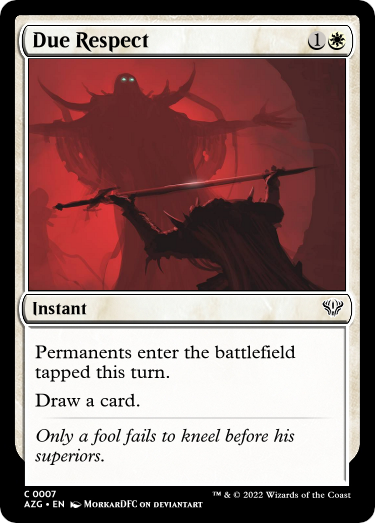 Due Respect 1
Instant
Permanents enter the battlefield
tapped this turn.
Draw a card.
Only a fool fails to kneel before his
superiors.
C 0007
AZG • EN MorkarDFC on deviantart
™ & © 2022 Wizards of the Coast